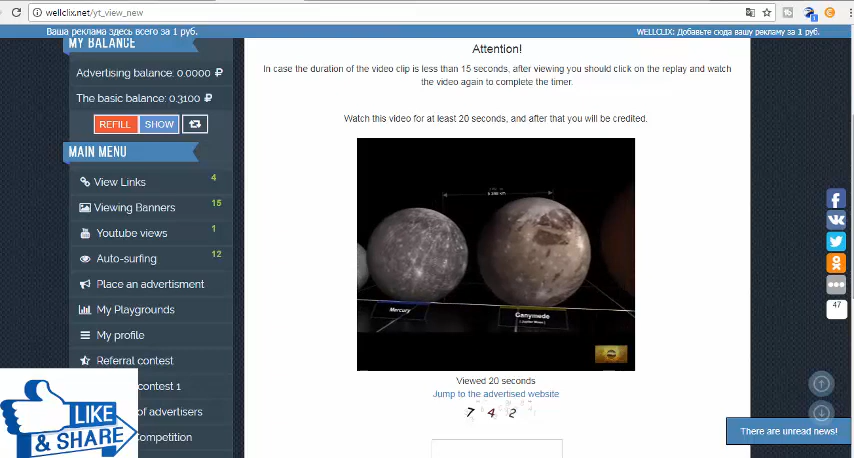 wellclix.net/yt_view_new
Ваша реклама здесь всего за 1 руб.
WELLCLIX: Добавьте сюда вашу рекламу за 1 руб.
MY BALANCE
Advertising balance: 0.0000 ₽
The basic balance: 0.3100 ₽
REFILL SHOW
MAIN MENU
View Links 4
Viewing Banners 15
Youtube views 1
Auto-surfing 12
Place an advertisment
My Playgrounds
My profile
Referral contest
contest 1
of advertisers
ompetition
LIKE
& SHARE
Attention!
In case the duration of the video clip is less than 15 seconds, after viewing you should click on the replay and watch
the video again to complete the timer.
Watch this video for at least 20 seconds, and after that you will be credited.
Mercury
Ganymede
Viewed 20 seconds
Jump to the advertised website
7 4 2
47
There are unread news!